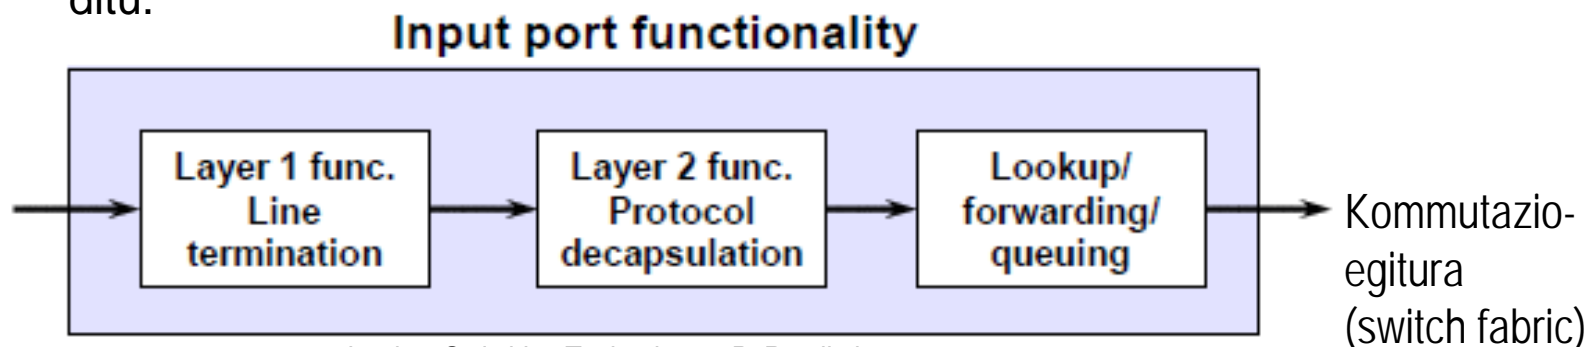 ditu.
Input port functionality
Layer 1 func.
Line
termination
Layer 2 func.
Protocol
decapsulation
Lookup/
forwarding/
queuing
Kommutazio-
egitura
(switch fabric)